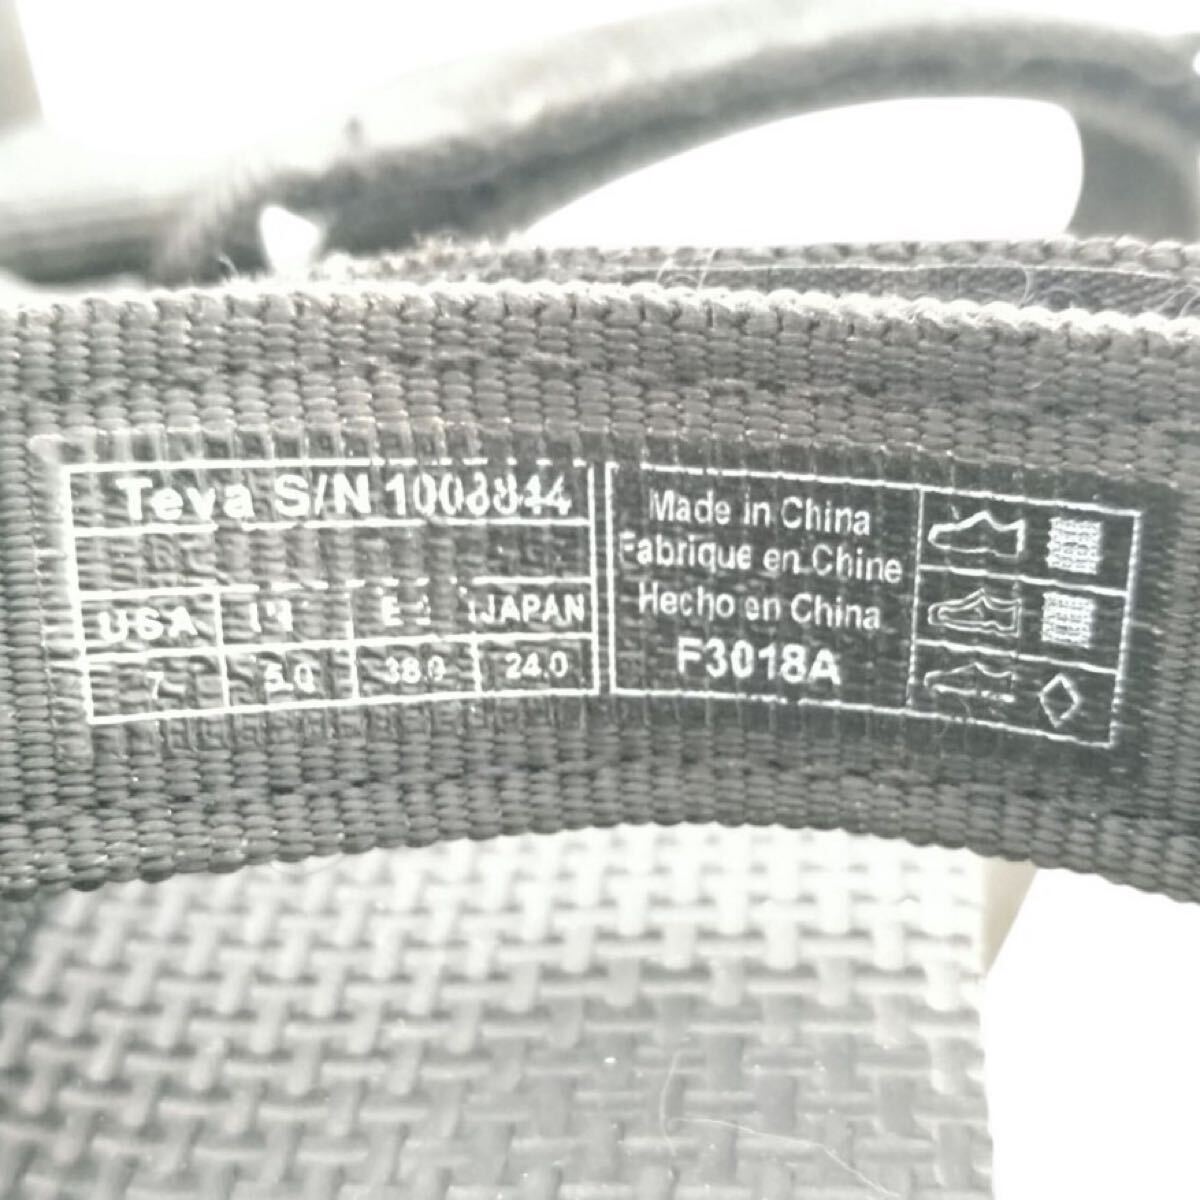 Teva S/N 1008844
USA JAPAN
7 5.0 38.0 24.0
Made in China
Fabrique en Chine
Hecho en China
F3018A